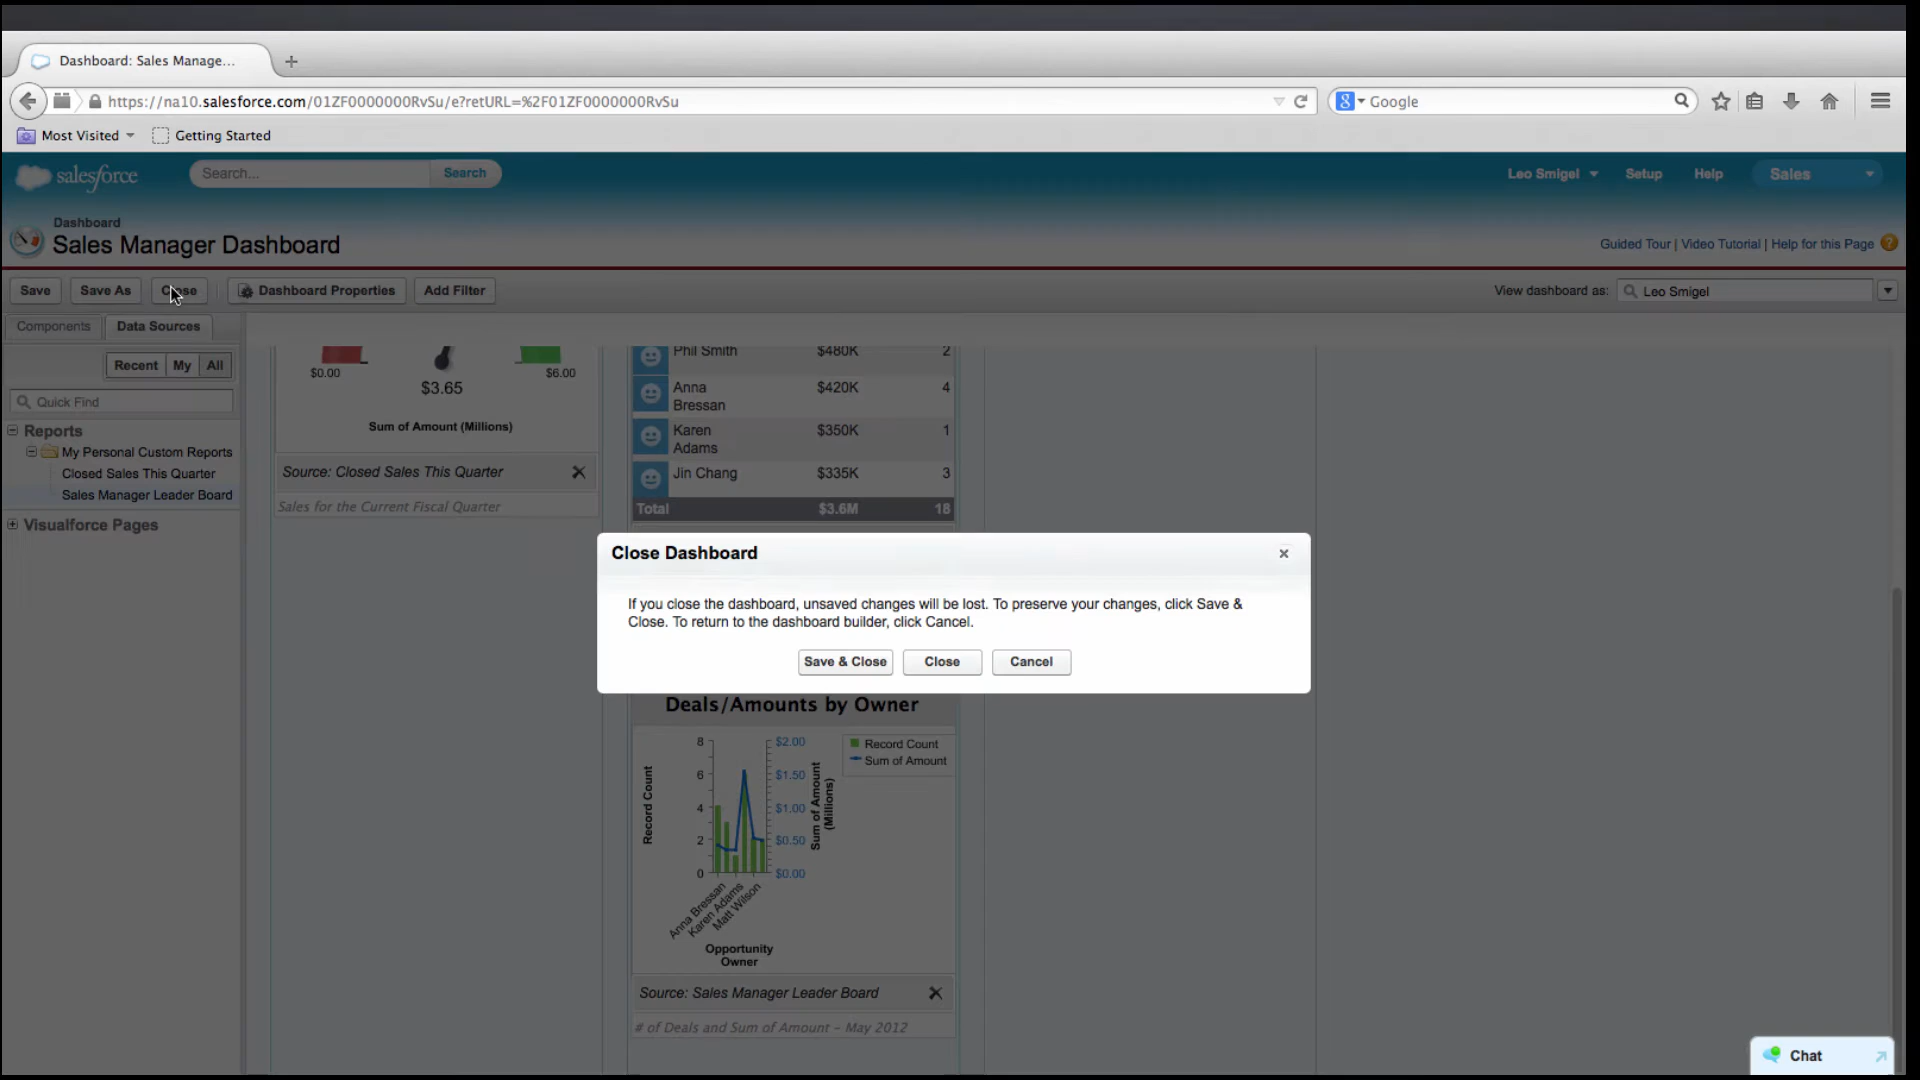 Dashboard: Sales Manage...
https://na10.salesforce.com/01ZF0000000RvSu/e?retURL=%2F01ZF0000000RvSu
Google
Most Visited
Getting Started
salesforce
Search...
Search
Leo Smigel
Setup
Help
Sales
Dashboard
Sales Manager Dashboard
Guided Tour | Video Tutorial | Help for this Page
Save
Save As
Close
Dashboard Properties
Add Filter
View dashboard as:
Leo Smigel
Components
Data Sources
Recent
My
All
Quick Find
Reports
My Personal Custom Reports
Closed Sales This Quarter
Sales Manager Leader Board
Visualforce Pages
$0.00
$6.00
$3.65
Sum of Amount (Millions)
Source: Closed Sales This Quarter
Sales for the Current Fiscal Quarter
Phil Smith $480K 2
Anna Bressan $420K 4
Karen Adams $350K 1
Jin Chang $335K 3
Total $3.6M 18
Close Dashboard
If you close the dashboard, unsaved changes will be lost. To preserve your changes, click Save &
Close. To return to the dashboard builder, click Cancel.
Save & Close
Close
Cancel
Deals/Amounts by Owner
Record Count
8
6
4
2
0
$2.00
$1.50
$1.00
$0.50
$0.00
Sum of Amount
(Millions)
Record Count
Sum of Amount
Anna Bressan
Karen Adams
Matt Wilson
Opportunity
Owner
Source: Sales Manager Leader Board
# of Deals and Sum of Amount - May 2012
Chat